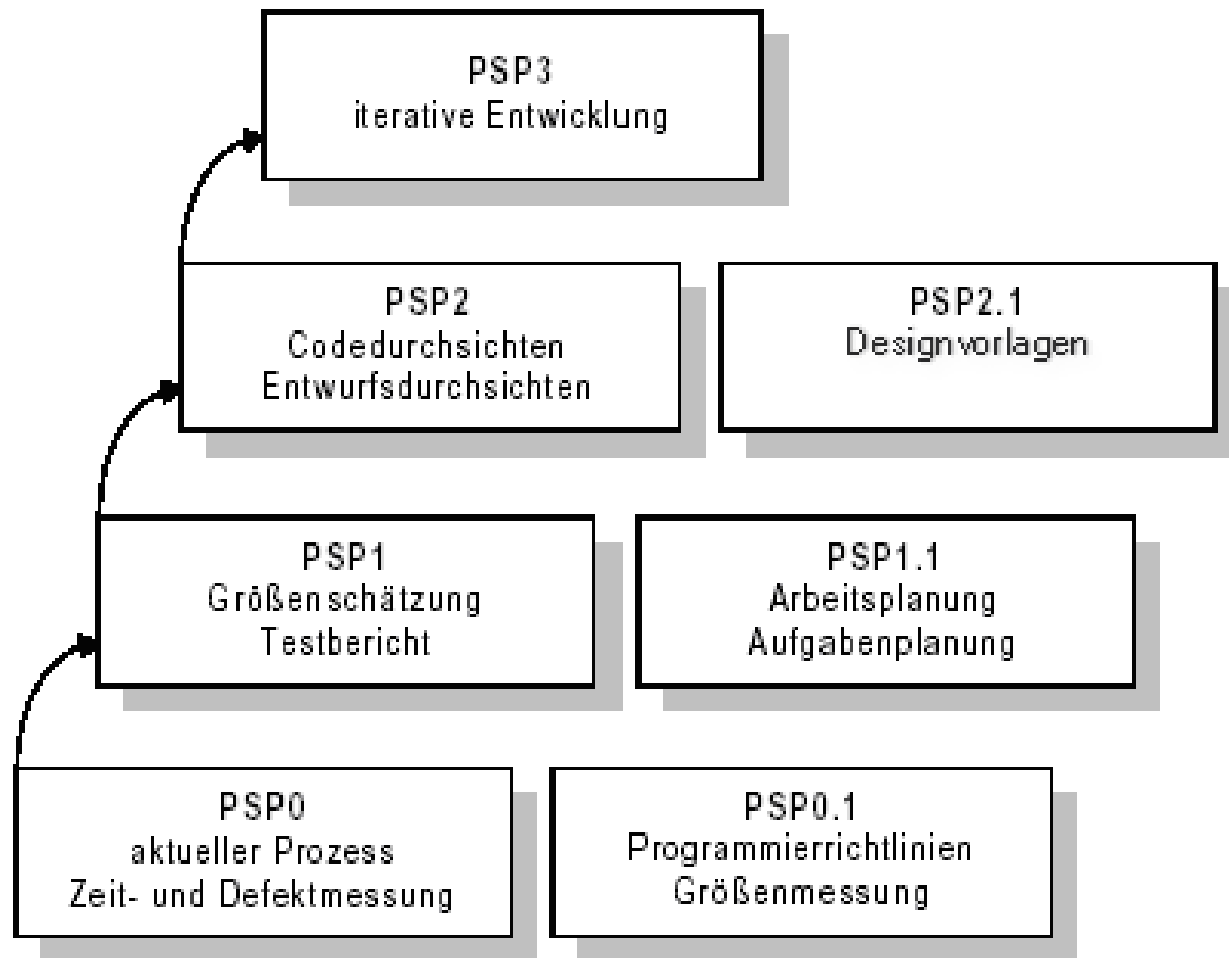 PSP3
iterative Entwicklung
PSP2
Codedurchsichten
Entwurfsdurchsichten
PSP2.1
Designvorlagen
PSP1
Größenschätzung
Testbericht
PSP1.1
Arbeitsplanung
Aufgabenplanung
PSP0
aktueller Prozess
Zeit- und Defektmessung
PSP0.1
Programmierrichtlinien
Größenmessung